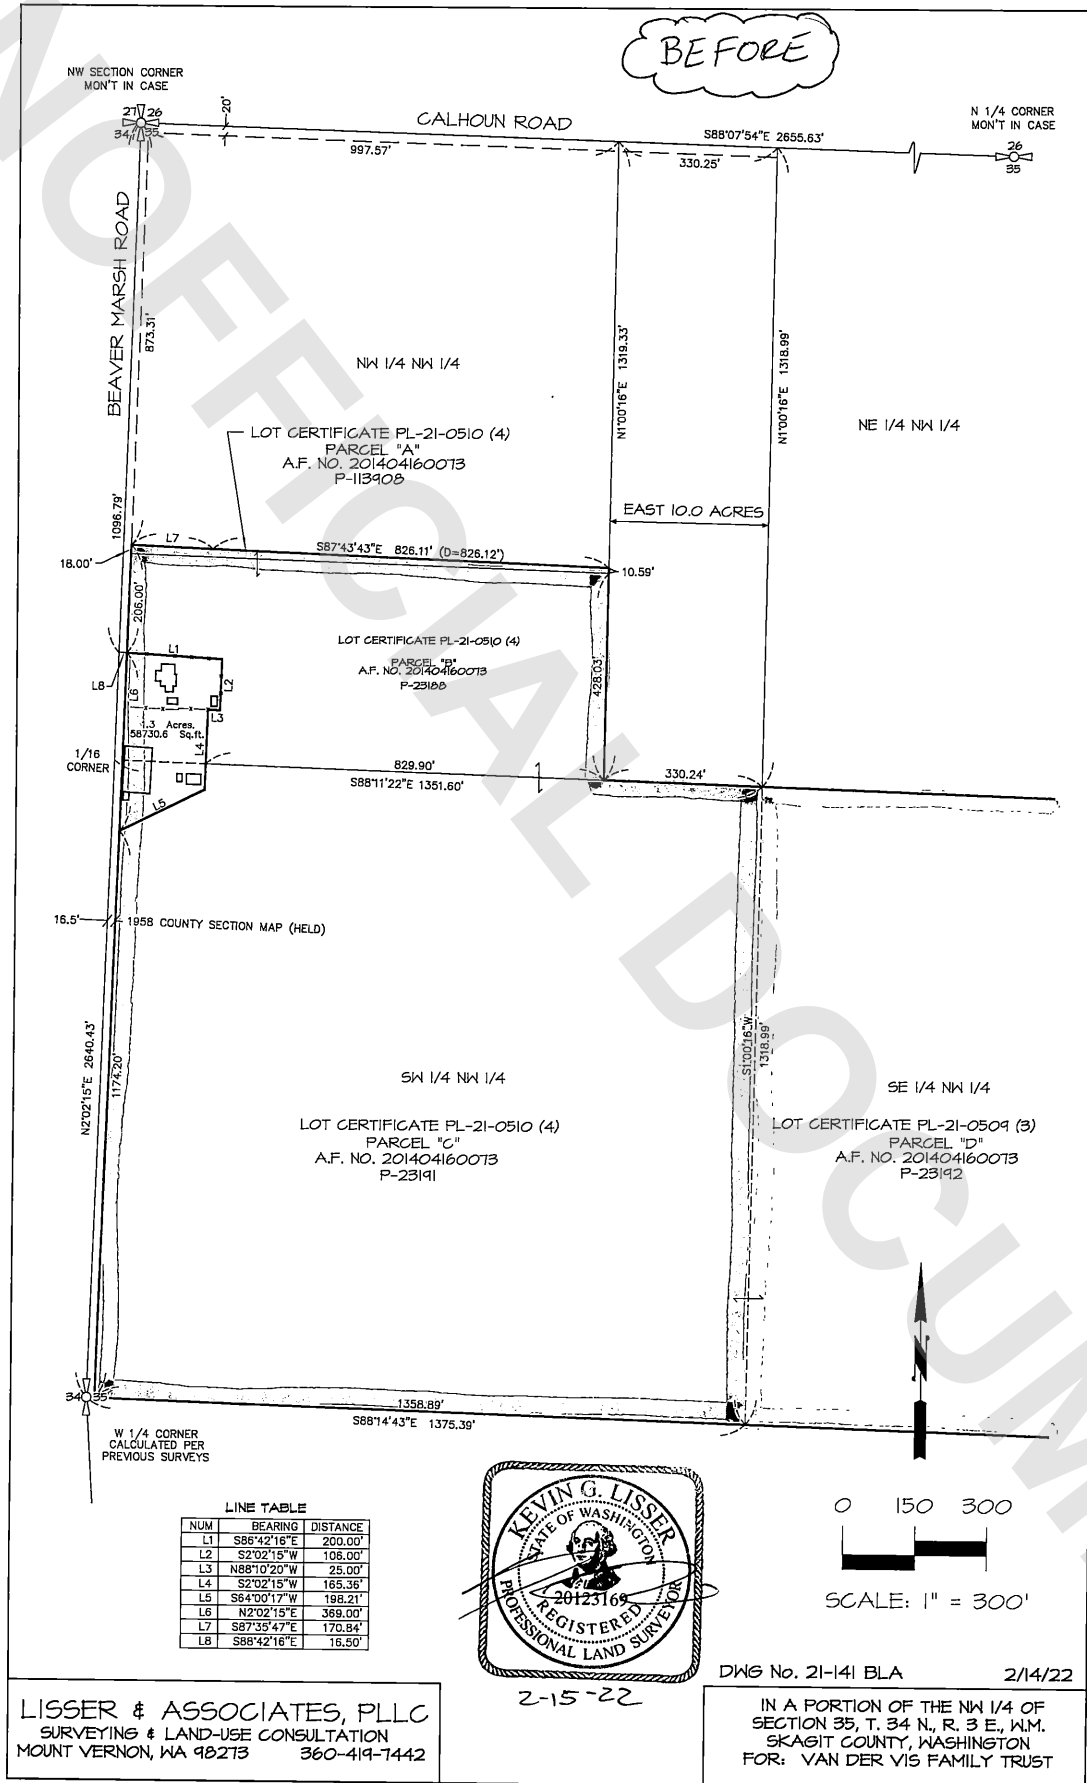 BEFORE
NW SECTION CORNER
MON'T IN CASE
27 26
34 35
20'
CALHOUN ROAD
S88°07'54"E 2655.63'
997.57'
330.25'
N 1/4 CORNER
MON'T IN CASE
26
35
BEAVER MARSH ROAD
873.31'
N1°00'16"E 1319.33'
N1°00'16"E 1318.99'
NW 1/4 NW 1/4
NE 1/4 NW 1/4
LOT CERTIFICATE PL-21-0510 (4)
PARCEL "A"
A.F. NO. 201404160073
P-113908
1096.79'
EAST 10.0 ACRES
L7
S87°43'43"E 826.11' (D=826.12')
18.00'
10.59'
206.00'
LOT CERTIFICATE PL-21-0510 (4)
PARCEL "B"
A.F. NO. 201404160073
P-23188
428.03'
L1
L8
L6
L2
L3
1.3 Acres.
58730.6 Sq.ft.
L4
1/16
CORNER
L5
829.90'
S88°11'22"E 1351.60'
330.24'
16.5'
1958 COUNTY SECTION MAP (HELD)
N2°02'15"E 2640.43'
1174.20'
S1°00'16"W
1318.99'
SW 1/4 NW 1/4
SE 1/4 NW 1/4
LOT CERTIFICATE PL-21-0510 (4)
PARCEL "C"
A.F. NO. 201404160073
P-23191
LOT CERTIFICATE PL-21-0509 (3)
PARCEL "D"
A.F. NO. 201404160073
P-23192
34 35
1358.89'
S88°14'43"E 1375.39'
W 1/4 CORNER
CALCULATED PER
PREVIOUS SURVEYS
N
LINE TABLE
NUM BEARING DISTANCE
L1 S86°42'16"E 200.00'
L2 S2°02'15"W 106.00'
L3 N88°10'20"W 25.00'
L4 S2°02'15"W 165.36'
L5 S64°00'17"W 198.21'
L6 N2°02'15"E 369.00'
L7 S87°35'47"E 170.84'
L8 S88°42'16"E 16.50'
KEVIN G. LISSER
STATE OF WASHINGTON
20123169
REGISTERED
PROFESSIONAL LAND SURVEYOR
2-15-22
0 150 300
SCALE: 1" = 300'
DWG No. 21-141 BLA 2/14/22
LISSER & ASSOCIATES, PLLC
SURVEYING & LAND-USE CONSULTATION
MOUNT VERNON, WA 98273 360-419-7442
IN A PORTION OF THE NW 1/4 OF
SECTION 35, T. 34 N., R. 3 E., W.M.
SKAGIT COUNTY, WASHINGTON
FOR: VAN DER VIS FAMILY TRUST
NOFFICIAL DOCUM